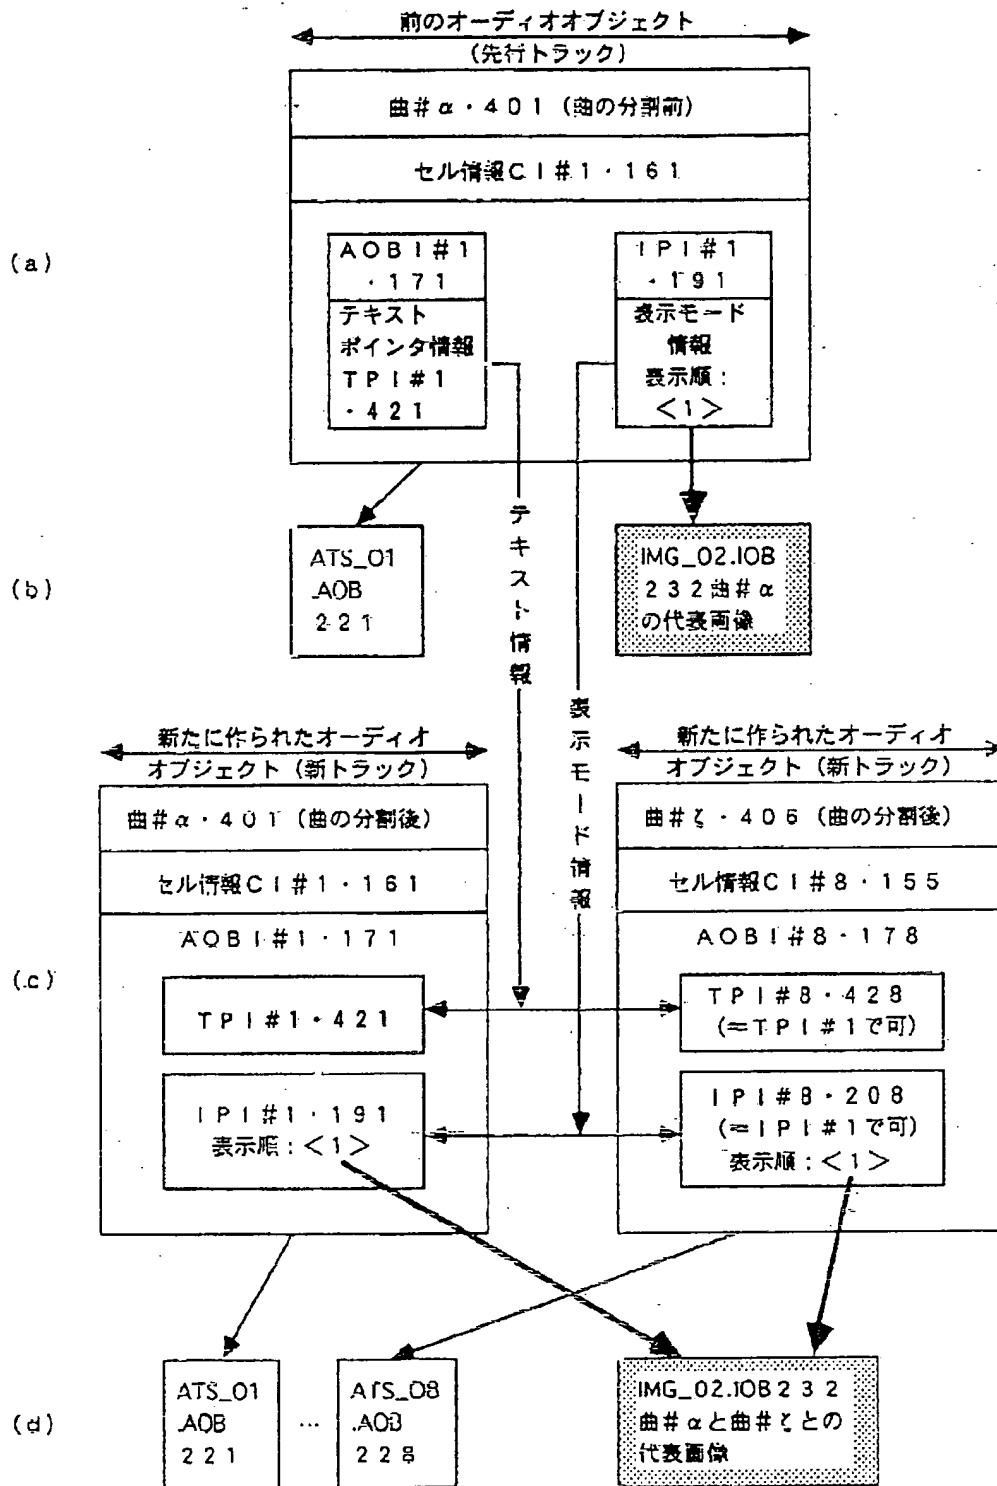 前のオーディオオブジェクト
(先行トラック)
曲#α・401(曲の分割前)
セル情報CI#1・161
(a)
AOBI#1
・171
テキスト
ポインタ情報
TPI#1
・421
IPI#1
・191
表示モード
情報
表示順:
<1>
テキスト情報
表示モード情報
(b)
ATS_01
.AOB
221
IMG_02.IOB
232曲#α
の代表画像
新たに作られたオーディオ
オブジェクト(新トラック)
曲#α・401(曲の分割後)
セル情報CI#1・161
AOBI#1・171
(c)
TPI#1・421
IPI#1・191
表示順:<1>
新たに作られたオーディオ
オブジェクト(新トラック)
曲#ζ・406(曲の分割後)
セル情報CI#8・155
AOBI#8・178
TPI#8・428
(=TPI#1で可)
IPI#8・208
(=IPI#1で可)
表示順:<1>
(d)
ATS_01
.AOB
221
…
ATS_08
.AOB
228
IMG_02.IOB232
曲#αと曲#ζとの
代表画像